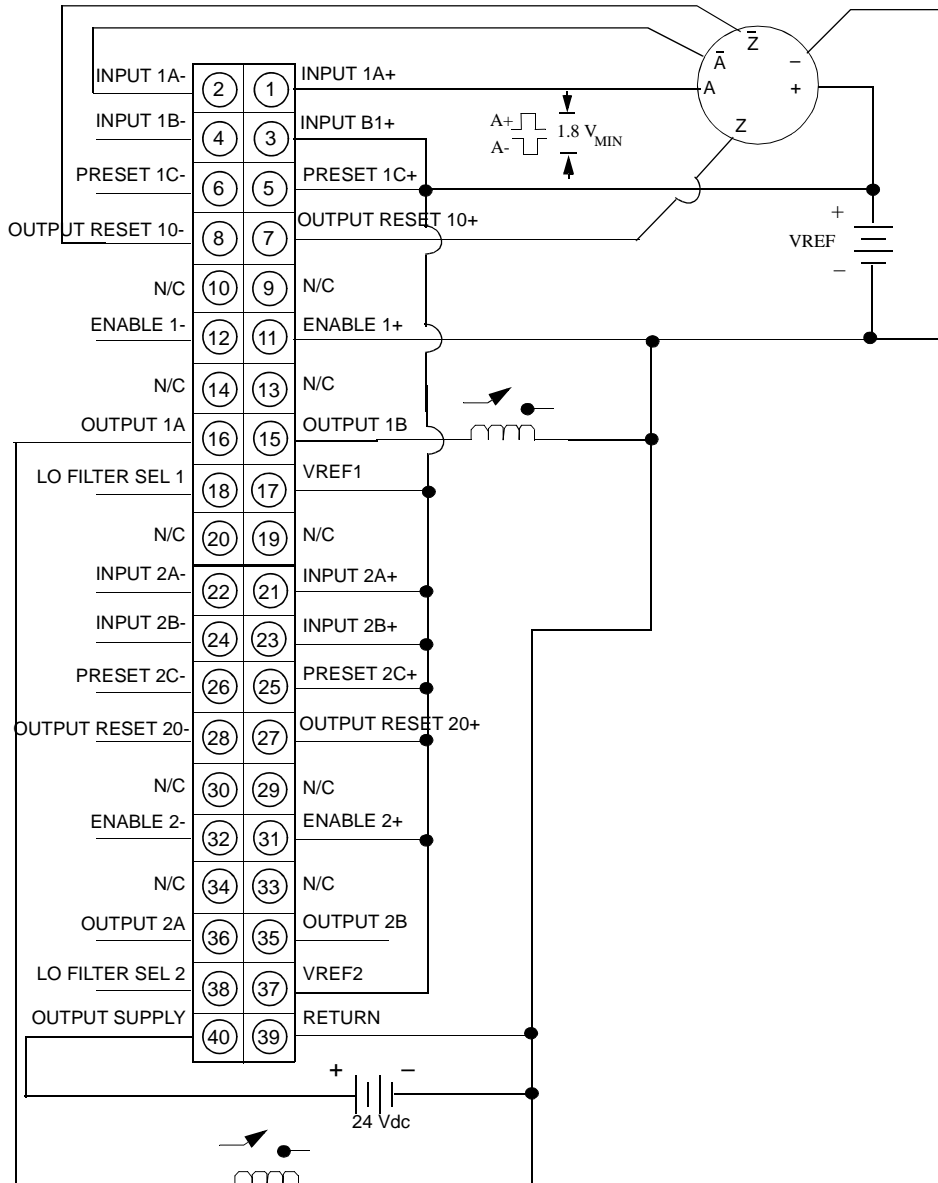 Z̅
A̅
–
INPUT 1A-
2
1
INPUT 1A+
A
+
INPUT 1B-
4
3
INPUT B1+
A+
A-
1.8 VMIN
Z
PRESET 1C-
6
5
PRESET 1C+
OUTPUT RESET 10-
8
7
OUTPUT RESET 10+
+
VREF
–
N/C
10
9
N/C
ENABLE 1-
12
11
ENABLE 1+
N/C
14
13
N/C
OUTPUT 1A
16
15
OUTPUT 1B
LO FILTER SEL 1
18
17
VREF1
N/C
20
19
N/C
INPUT 2A-
22
21
INPUT 2A+
INPUT 2B-
24
23
INPUT 2B+
PRESET 2C-
26
25
PRESET 2C+
OUTPUT RESET 20-
28
27
OUTPUT RESET 20+
N/C
30
29
N/C
ENABLE 2-
32
31
ENABLE 2+
N/C
34
33
N/C
OUTPUT 2A
36
35
OUTPUT 2B
LO FILTER SEL 2
38
37
VREF2
OUTPUT SUPPLY
40
39
RETURN
+
–
24 Vdc